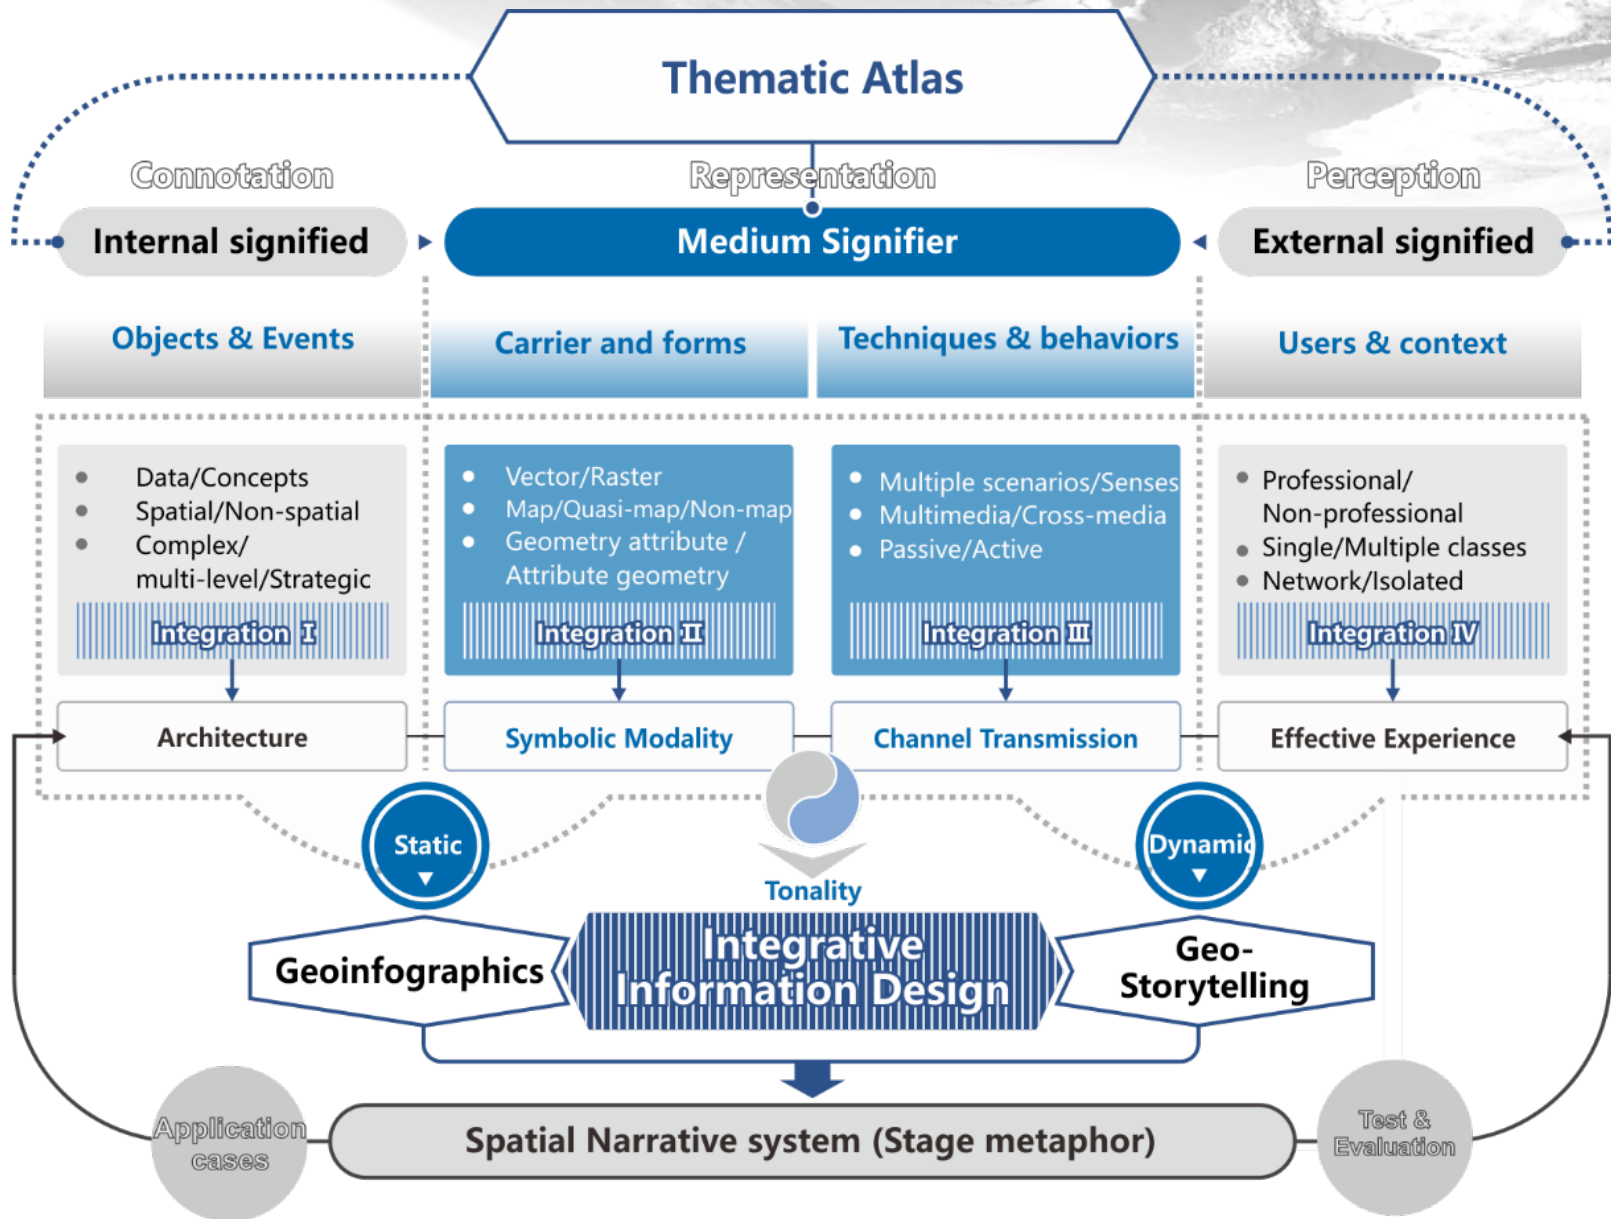 Thematic Atlas
Connotation
Representation
Perception
Internal signified
Medium Signifier
External signified
Objects & Events
Carrier and forms
Techniques & behaviors
Users & context
Data/Concepts
Spatial/Non-spatial
Complex/
multi-level/Strategic
Integration I
Vector/Raster
Map/Quasi-map/Non-map
Geometry attribute /
Attribute geometry
Integration II
Multiple scenarios/Senses
Multimedia/Cross-media
Passive/Active
Integration III
Professional/
Non-professional
Single/Multiple classes
Network/Isolated
Integration IV
Architecture
Symbolic Modality
Channel Transmission
Effective Experience
Static
Dynamic
Tonality
Geoinfographics
Integrative
Information Design
Geo-
Storytelling
Application
cases
Spatial Narrative system (Stage metaphor)
Test &
Evaluation